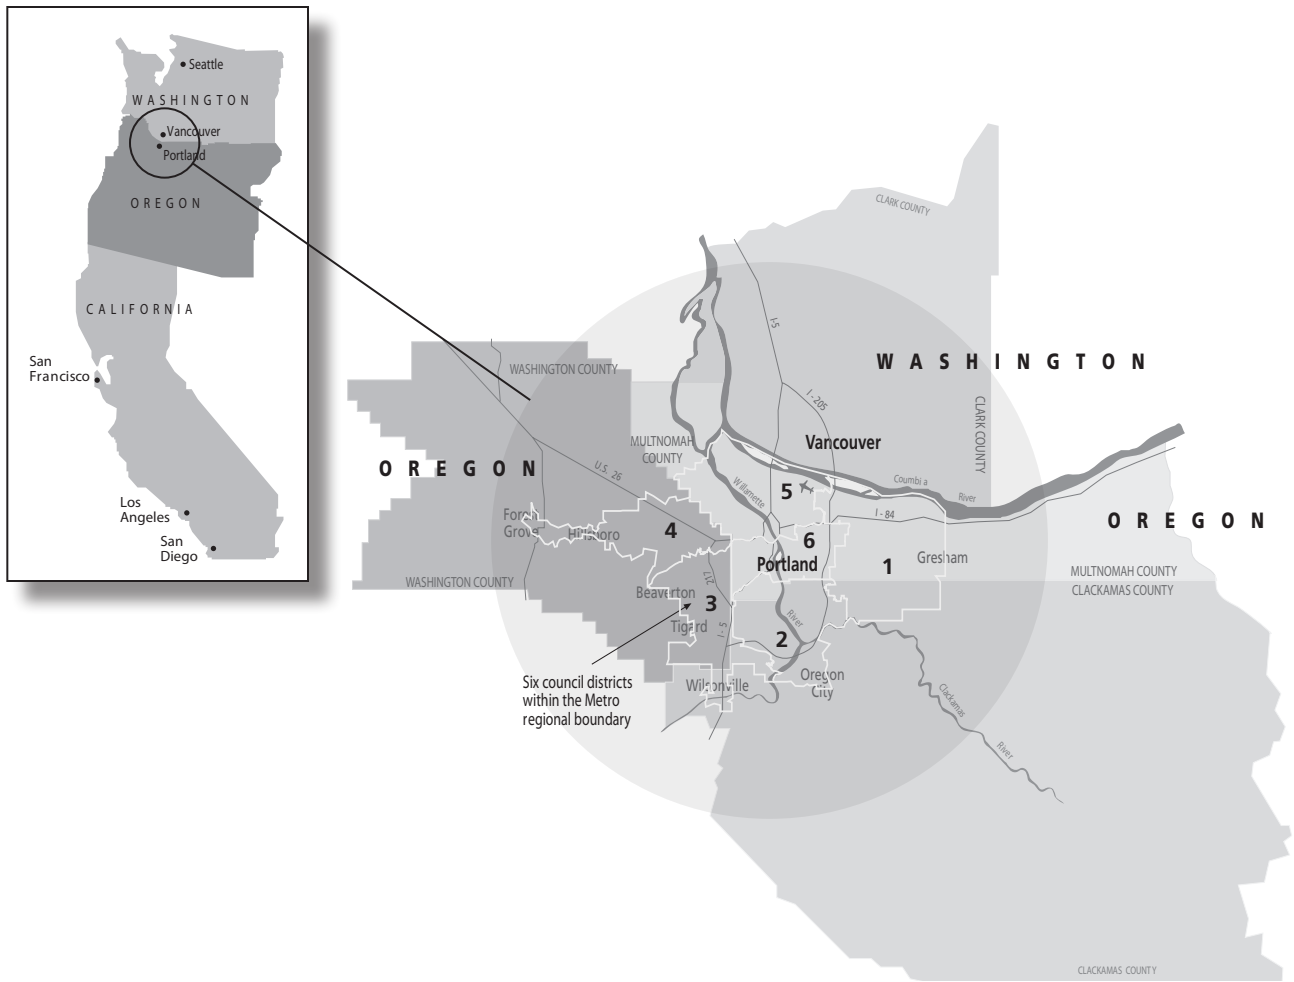 Seattle
WASHINGTON
Vancouver
Portland
OREGON
CALIFORNIA
San
Francisco
Los
Angeles
San
Diego
CLARK COUNTY
I-5
WASHINGTON
WASHINGTON COUNTY
I - 205
CLARK COUNTY
Vancouver
MULTNOMAH
COUNTY
OREGON
U.S. 26
Willamette
5
Coumbi a
River
I - 84
OREGON
Forest
Grove
Hillsboro
4
6
Portland
1
Gresham
MULTNOMAH COUNTY
CLACKAMAS COUNTY
WASHINGTON COUNTY
217
Beaverton
3
Tigard
I - 5
River
2
Six council districts
within the Metro
regional boundary
Wilsonville
Oregon
City
Clackamas
River
CLACKAMAS COUNTY